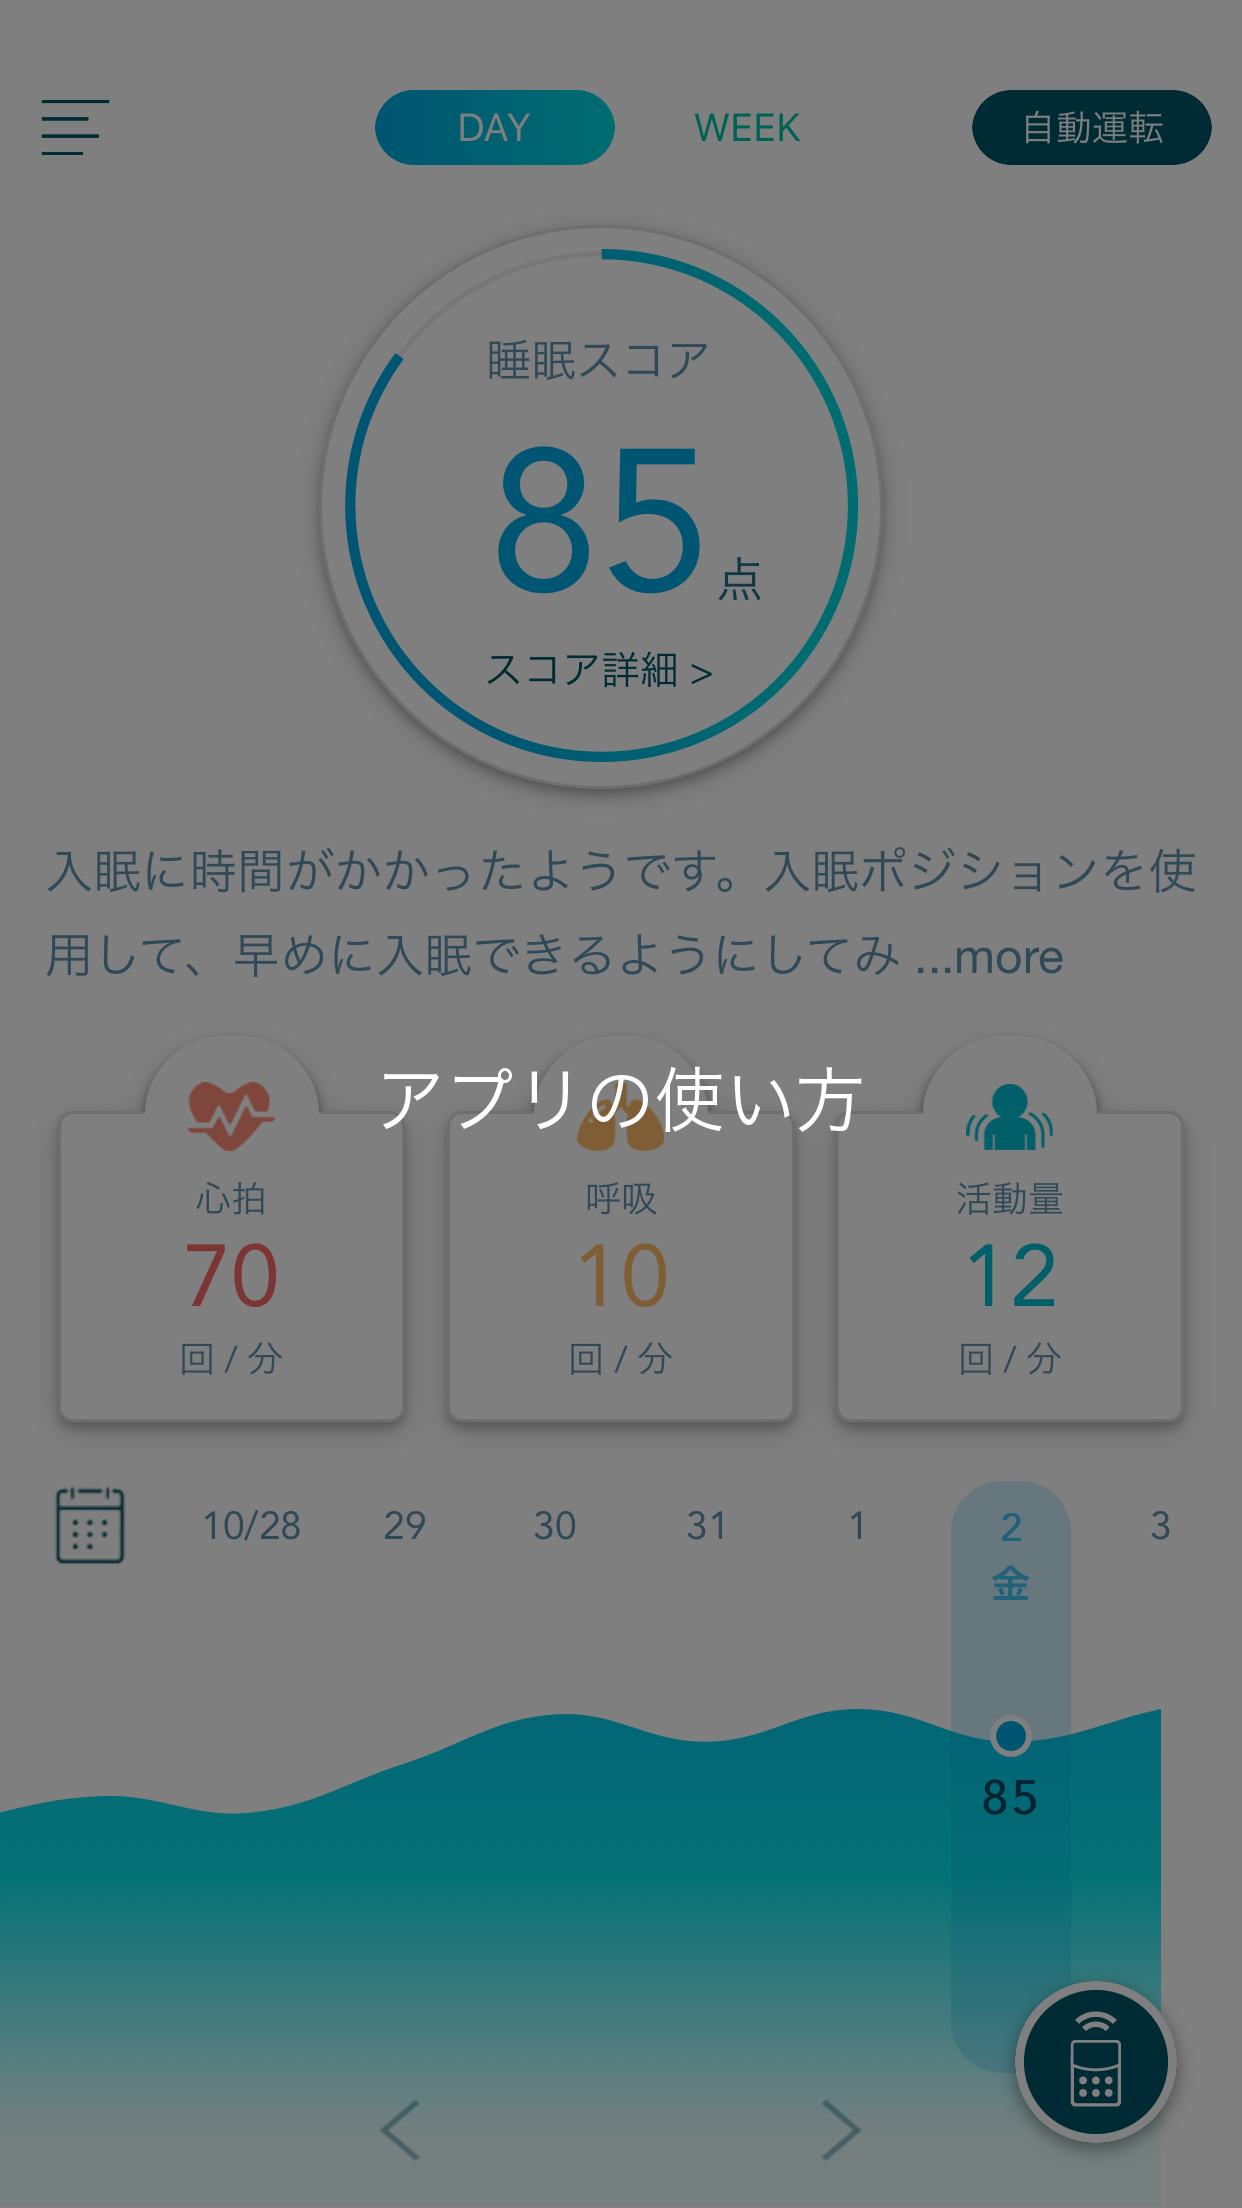 DAY
WEEK
自動運転
睡眠スコア
85点
スコア詳細 >
入眠に時間がかかったようです。入眠ポジションを使
用して、早めに入眠できるようにしてみ ...more
アプリの使い方
心拍
70
回 / 分
呼吸
10
回 / 分
活動量
12
回 / 分
10/28 29 30 31 1 2 3
金
85